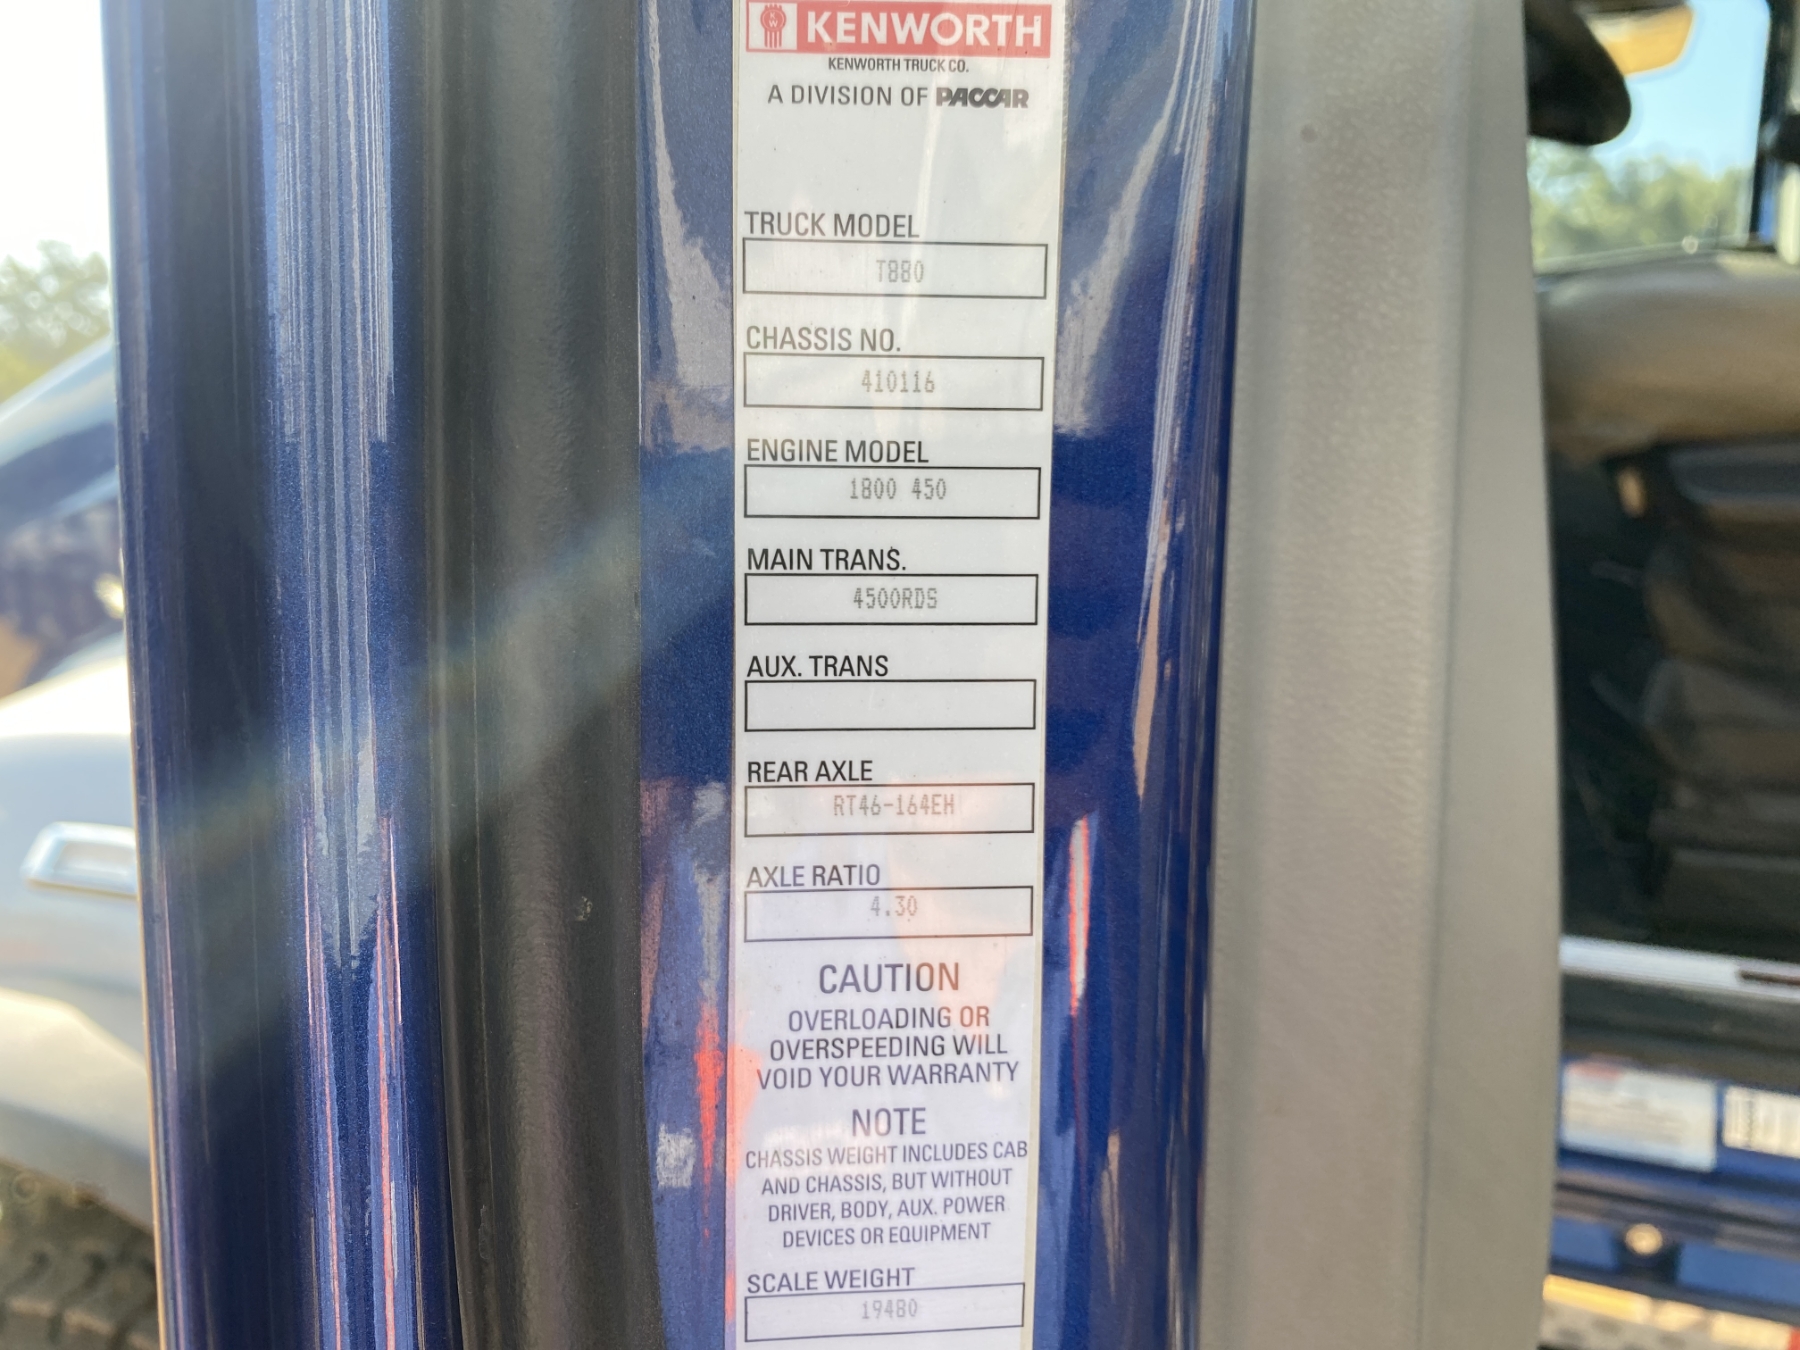 KENWORTH
KENWORTH TRUCK CO.
A DIVISION OF PACCAR
TRUCK MODEL
T880
CHASSIS NO.
410116
ENGINE MODEL
1800 450
MAIN TRANS.
4500RDS
AUX. TRANS
REAR AXLE
RT46-164EH
AXLE RATIO
4.30
CAUTION
OVERLOADING OR
OVERSPEEDING WILL
VOID YOUR WARRANTY
NOTE
CHASSIS WEIGHT INCLUDES CAB
AND CHASSIS, BUT WITHOUT
DRIVER, BODY, AUX. POWER
DEVICES OR EQUIPMENT
SCALE WEIGHT
19480